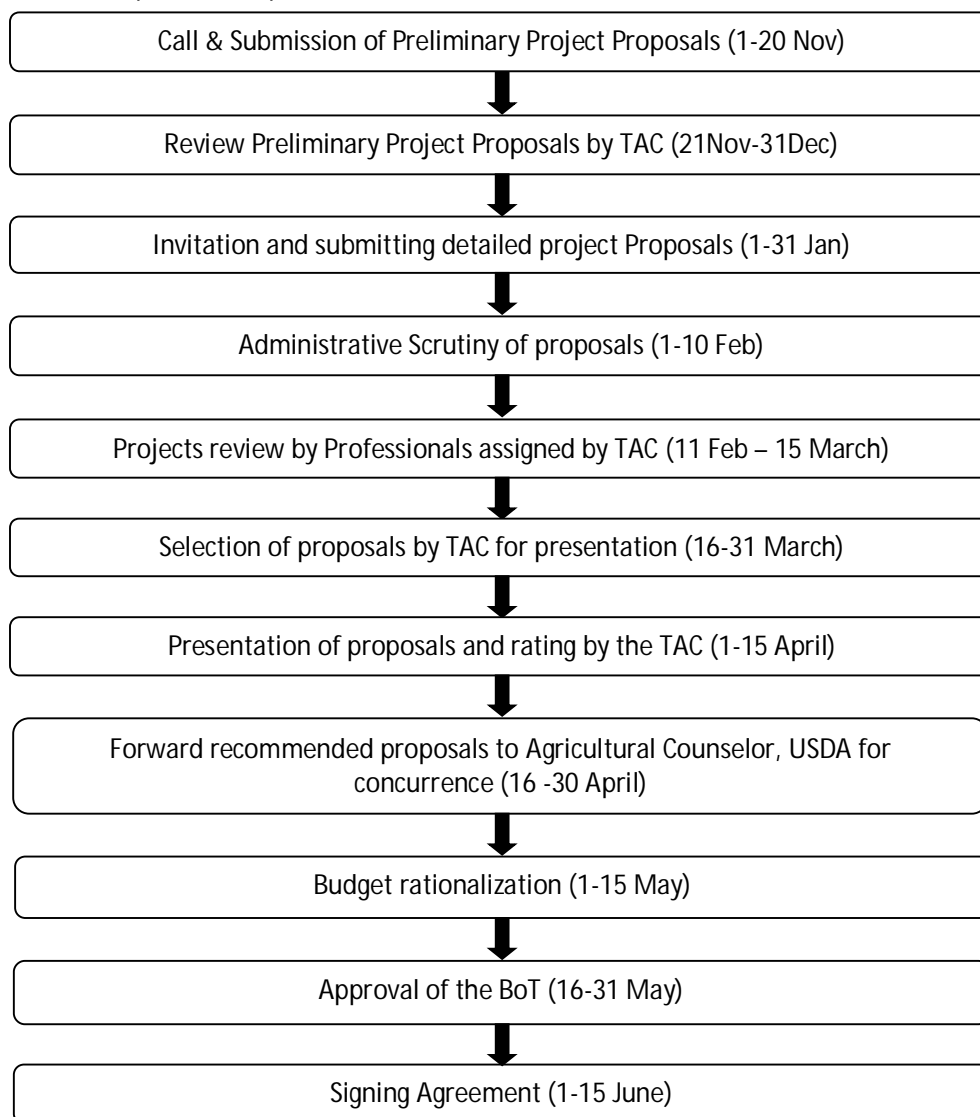 Call & Submission of Preliminary Project Proposals (1-20 Nov)
Review Preliminary Project Proposals by TAC (21Nov-31Dec)
Invitation and submitting detailed project Proposals (1-31 Jan)
Administrative Scrutiny of proposals (1-10 Feb)
Projects review by Professionals assigned by TAC (11 Feb – 15 March)
Selection of proposals by TAC for presentation (16-31 March)
Presentation of proposals and rating by the TAC (1-15 April)
Forward recommended proposals to Agricultural Counselor, USDA for
concurrence (16 -30 April)
Budget rationalization (1-15 May)
Approval of the BoT (16-31 May)
Signing Agreement (1-15 June)